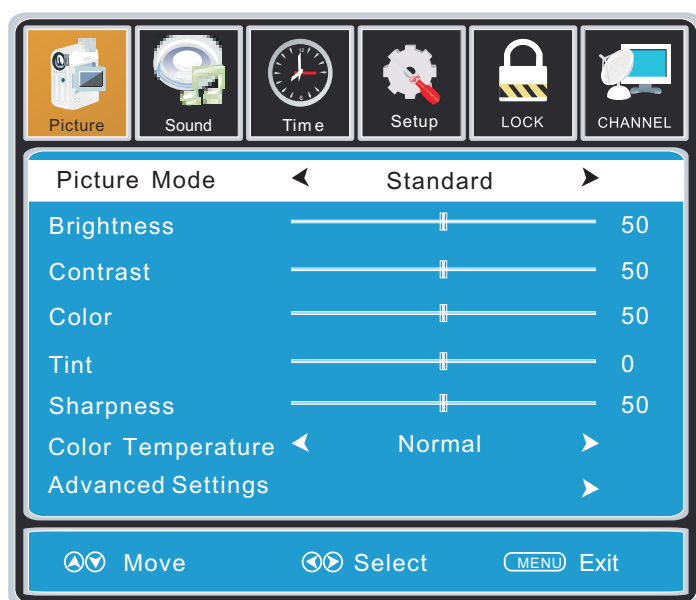 Picture Sound Time Setup LOCK CHANNEL
Picture Mode Standard
Brightness 50
Contrast 50
Color 50
Tint 0
Sharpness 50
Color Temperature Normal
Advanced Settings
Move Select MENU Exit